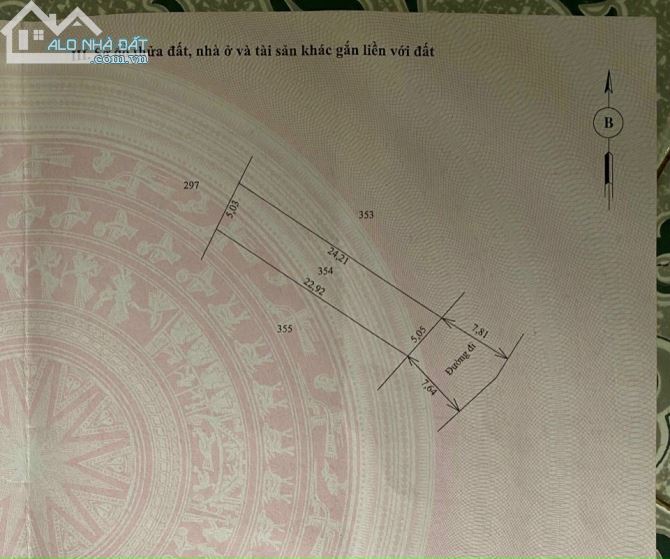 ALO NHÀ ĐẤT
.com.vn
thửa đất, nhà ở và tài sản khác gắn liền với đất
B
297
353
5,03
24,21
354
22,92
355
5,05
7,81
Đường đi
7,64